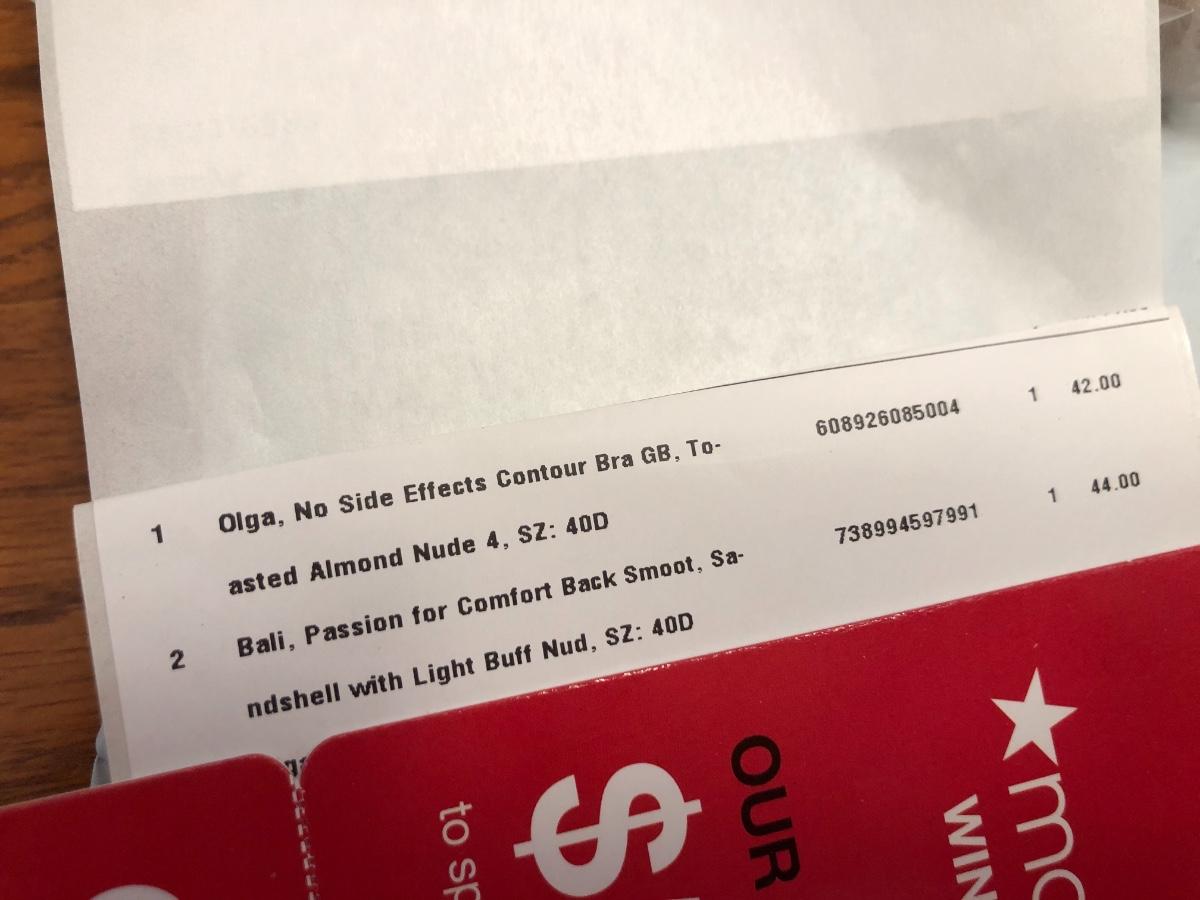 1 Olga, No Side Effects Contour Bra GB, To- 608926085004 1 42.00
asted Almond Nude 4, SZ: 40D
2 Bali, Passion for Comfort Back Smoot, Sa- 738994597991 1 44.00
ndshell with Light Buff Nud, SZ: 40D
OUR
$
to sp
WIN